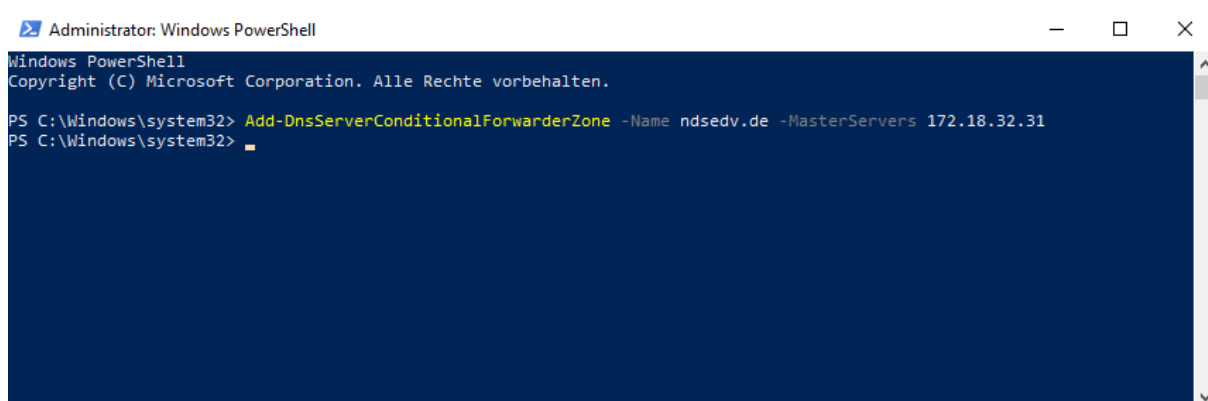 Administrator: Windows PowerShell
Windows PowerShell
Copyright (C) Microsoft Corporation. Alle Rechte vorbehalten.
PS C:\Windows\system32> Add-DnsServerConditionalForwarderZone -Name ndsedv.de -MasterServers 172.18.32.31
PS C:\Windows\system32>